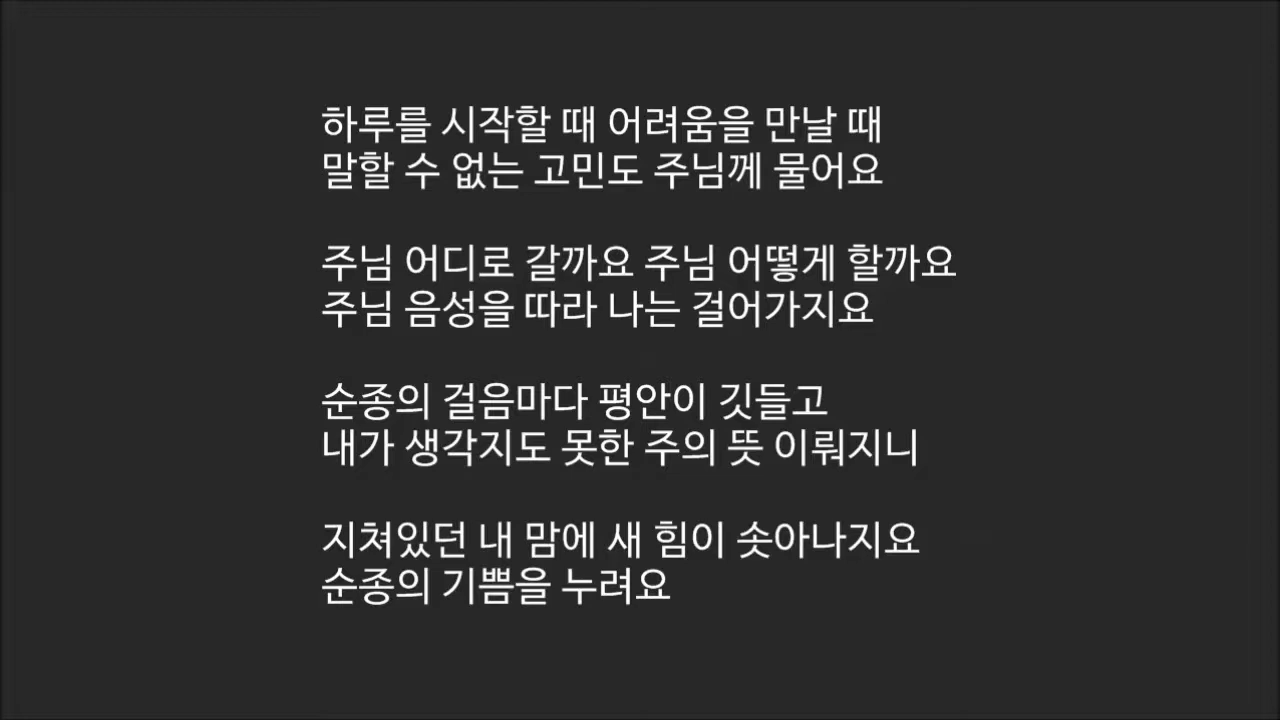 하루를 시작할 때 어려움을 만날 때
말할 수 없는 고민도 주님께 물어요
주님 어디로 갈까요 주님 어떻게 할까요
주님 음성을 따라 나는 걸어가지요
순종의 걸음마다 평안이 깃들고
내가 생각지도 못한 주의 뜻 이뤄지니
지쳐있던 내 맘에 새 힘이 솟아나지요
순종의 기쁨을 누려요